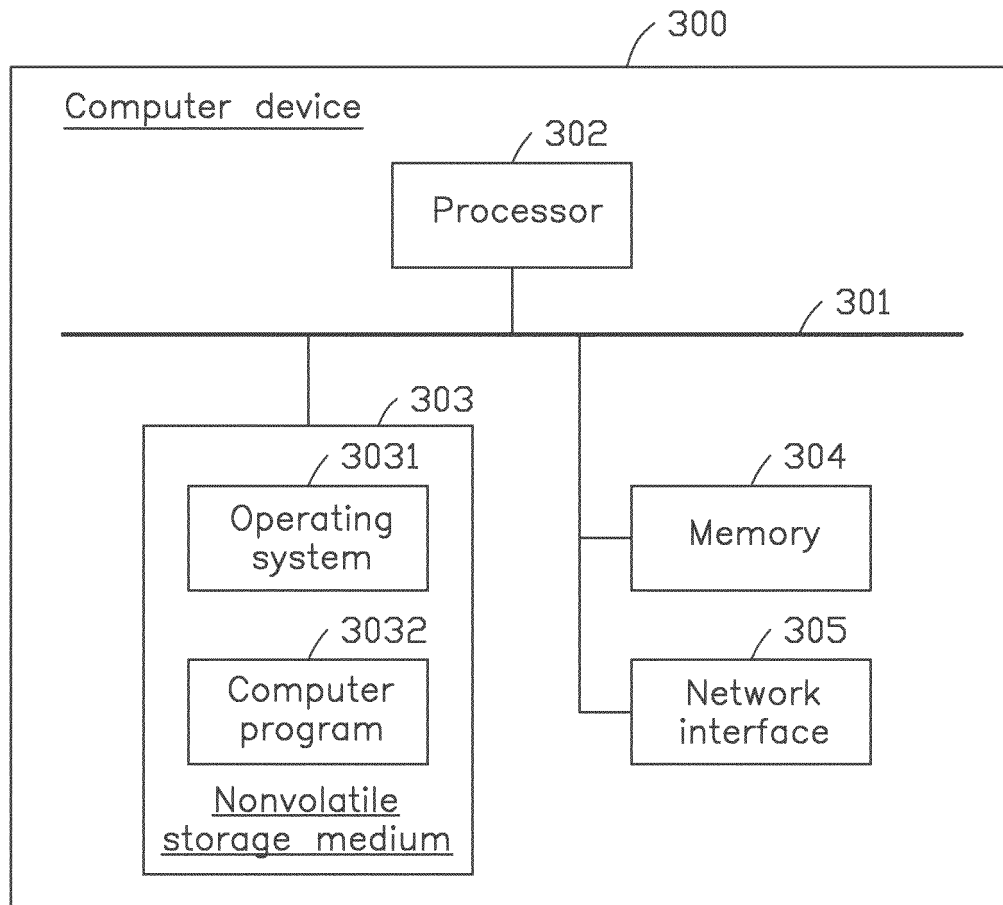 300
Computer device
302
Processor
301
303
3031
Operating
system
3032
Computer
program
Nonvolatile
storage medium
304
Memory
305
Network
interface